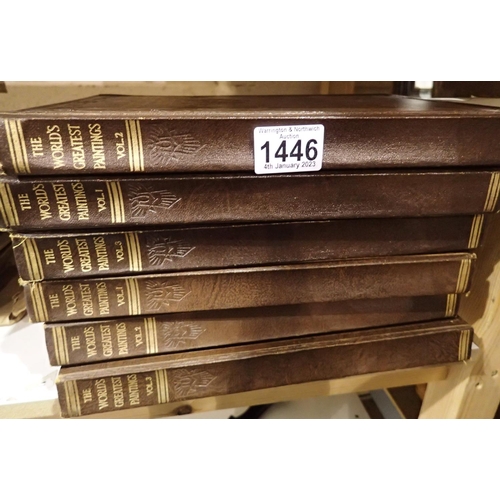 THE
WORLD'S
GREATEST
PAINTINGS
VOL.2
Warrington & Northwich
Auction
1446
4th January 2023
THE
WORLD'S
GREATEST
PAINTINGS
VOL.1
THE
WORLD'S
GREATEST
PAINTINGS
VOL.3
THE
WORLD'S
GREATEST
PAINTINGS
VOL.1
THE
WORLD'S
GREATEST
PAINTINGS
VOL.2
THE
WORLD'S
GREATEST
PAINTINGS
VOL.3